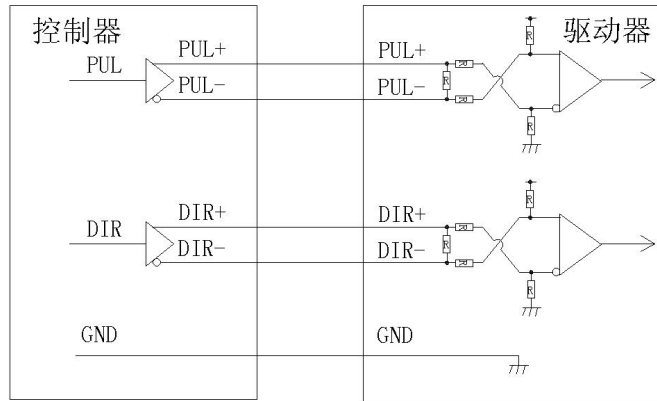 控制器
驱动器
PUL
PUL+
PUL-
PUL+
PUL-
R
R
R
R
R
DIR
DIR+
DIR-
DIR+
DIR-
R
R
R
R
R
GND
GND